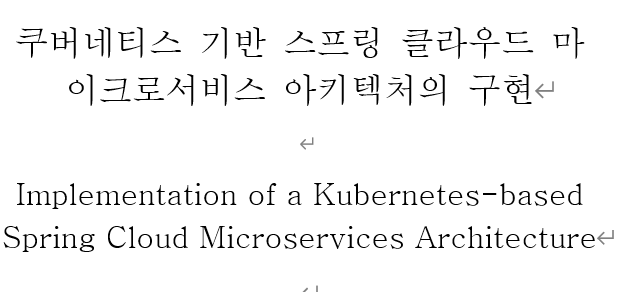 쿠버네티스 기반 스프링 클라우드 마
이크로서비스 아키텍처의 구현
Implementation of a Kubernetes-based
Spring Cloud Microservices Architecture